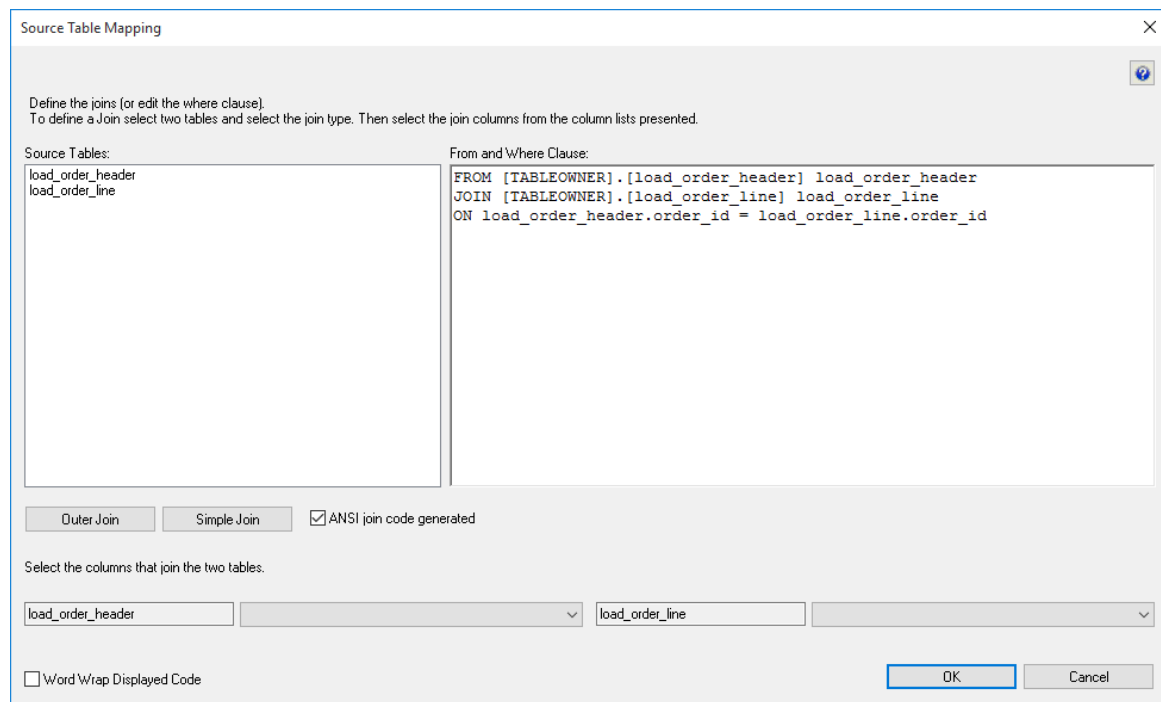 Source Table Mapping
Define the joins (or edit the where clause).
To define a Join select two tables and select the join type. Then select the join columns from the column lists presented.
Source Tables:
load_order_header
load_order_line
From and Where Clause:
FROM [TABLEOWNER].[load_order_header] load_order_header
JOIN [TABLEOWNER].[load_order_line] load_order_line
ON load_order_header.order_id = load_order_line.order_id
Outer Join
Simple Join
ANSI join code generated
Select the columns that join the two tables.
load_order_header
load_order_line
Word Wrap Displayed Code
OK
Cancel